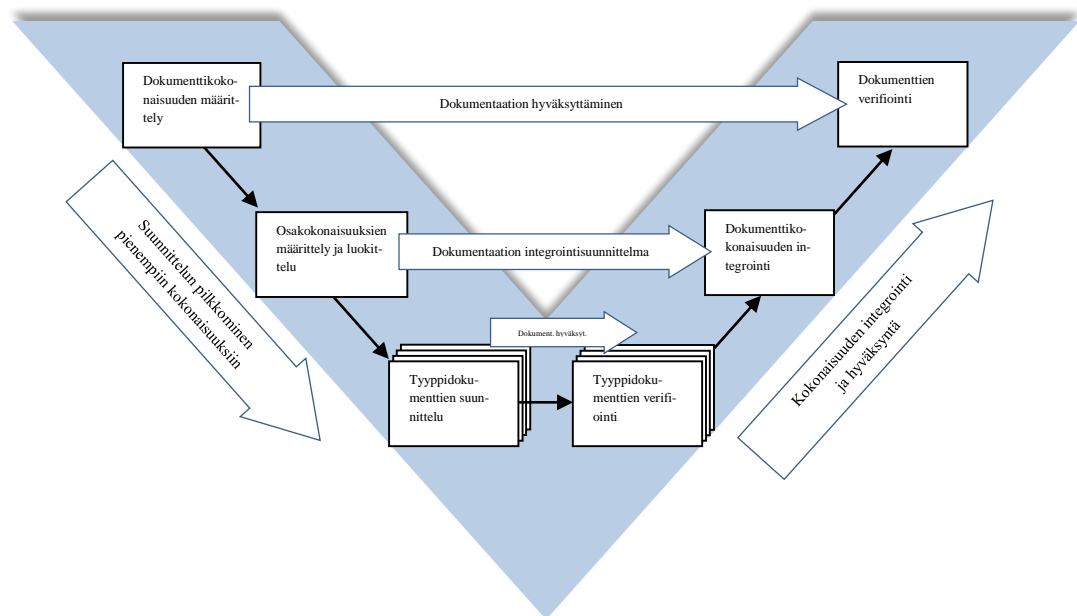 Dokumenttikoko-
naisuuden määrit-
tely
Dokumentaation hyväksyttäminen
Dokumenttien
verifiointi
Suunnittelun pilkkominen
pienempiin kokonaisuuksiin
Osakokonaisuuksien
määrittely ja luokit-
telu
Dokumentaation integrointisuunnittelma
Dokumenttiko-
konaisuuden in-
tegrointi
Kokonaisuuden integrointi
ja hyväksyntä
Dokument. hyväksyt.
Tyyppidoku-
menttien suun-
nittelu
Tyyppidoku-
menttien verifi-
ointi